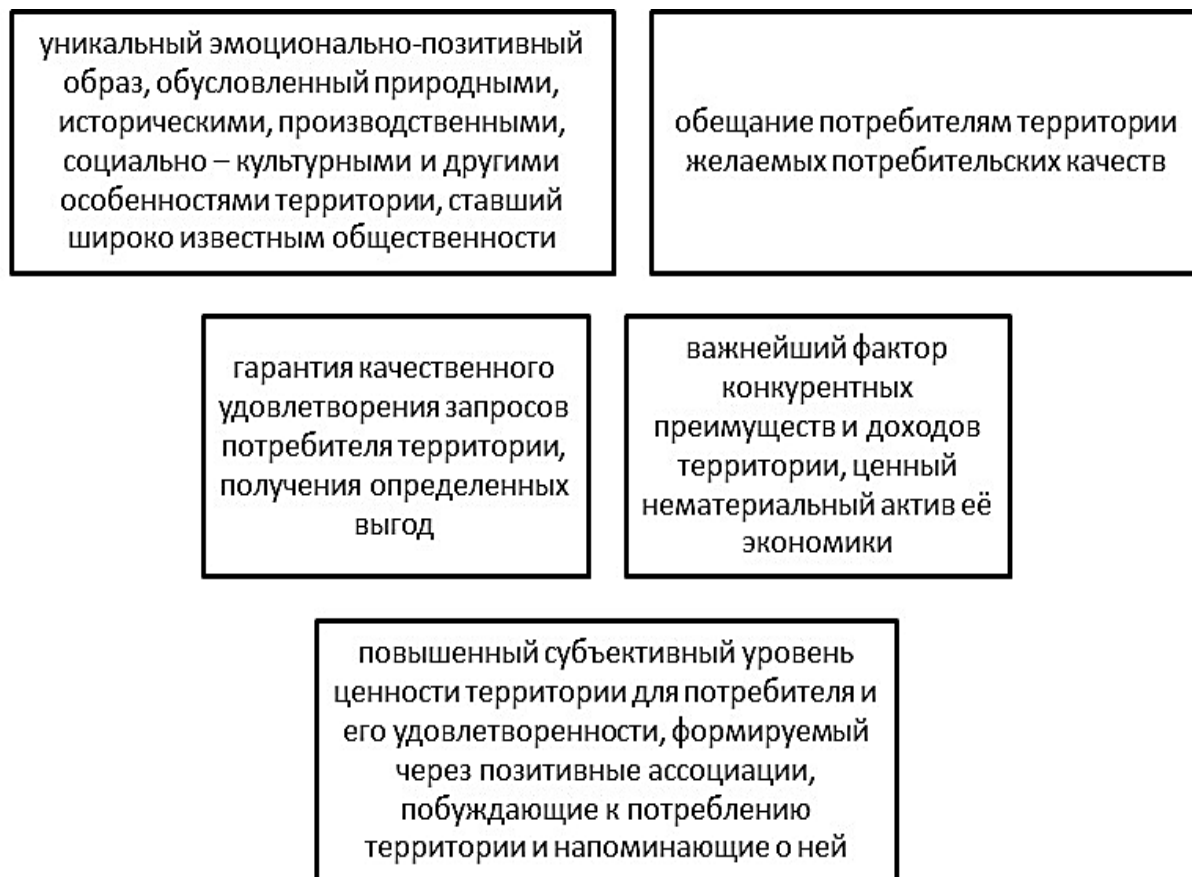 уникальный эмоционально-позитивный
образ, обусловленный природными,
историческими, производственными,
социально – культурными и другими
особенностями территории, ставший
широко известным общественности
обещание потребителям территории
желаемых потребительских качеств
гарантия качественного
удовлетворения запросов
потребителя территории,
получения определенных
выгод
важнейший фактор
конкурентных
преимуществ и доходов
территории, ценный
нематериальный актив её
экономики
повышенный субъективный уровень
ценности территории для потребителя и
его удовлетворенности, формируемый
через позитивные ассоциации,
побуждающие к потреблению
территории и напоминающие о ней